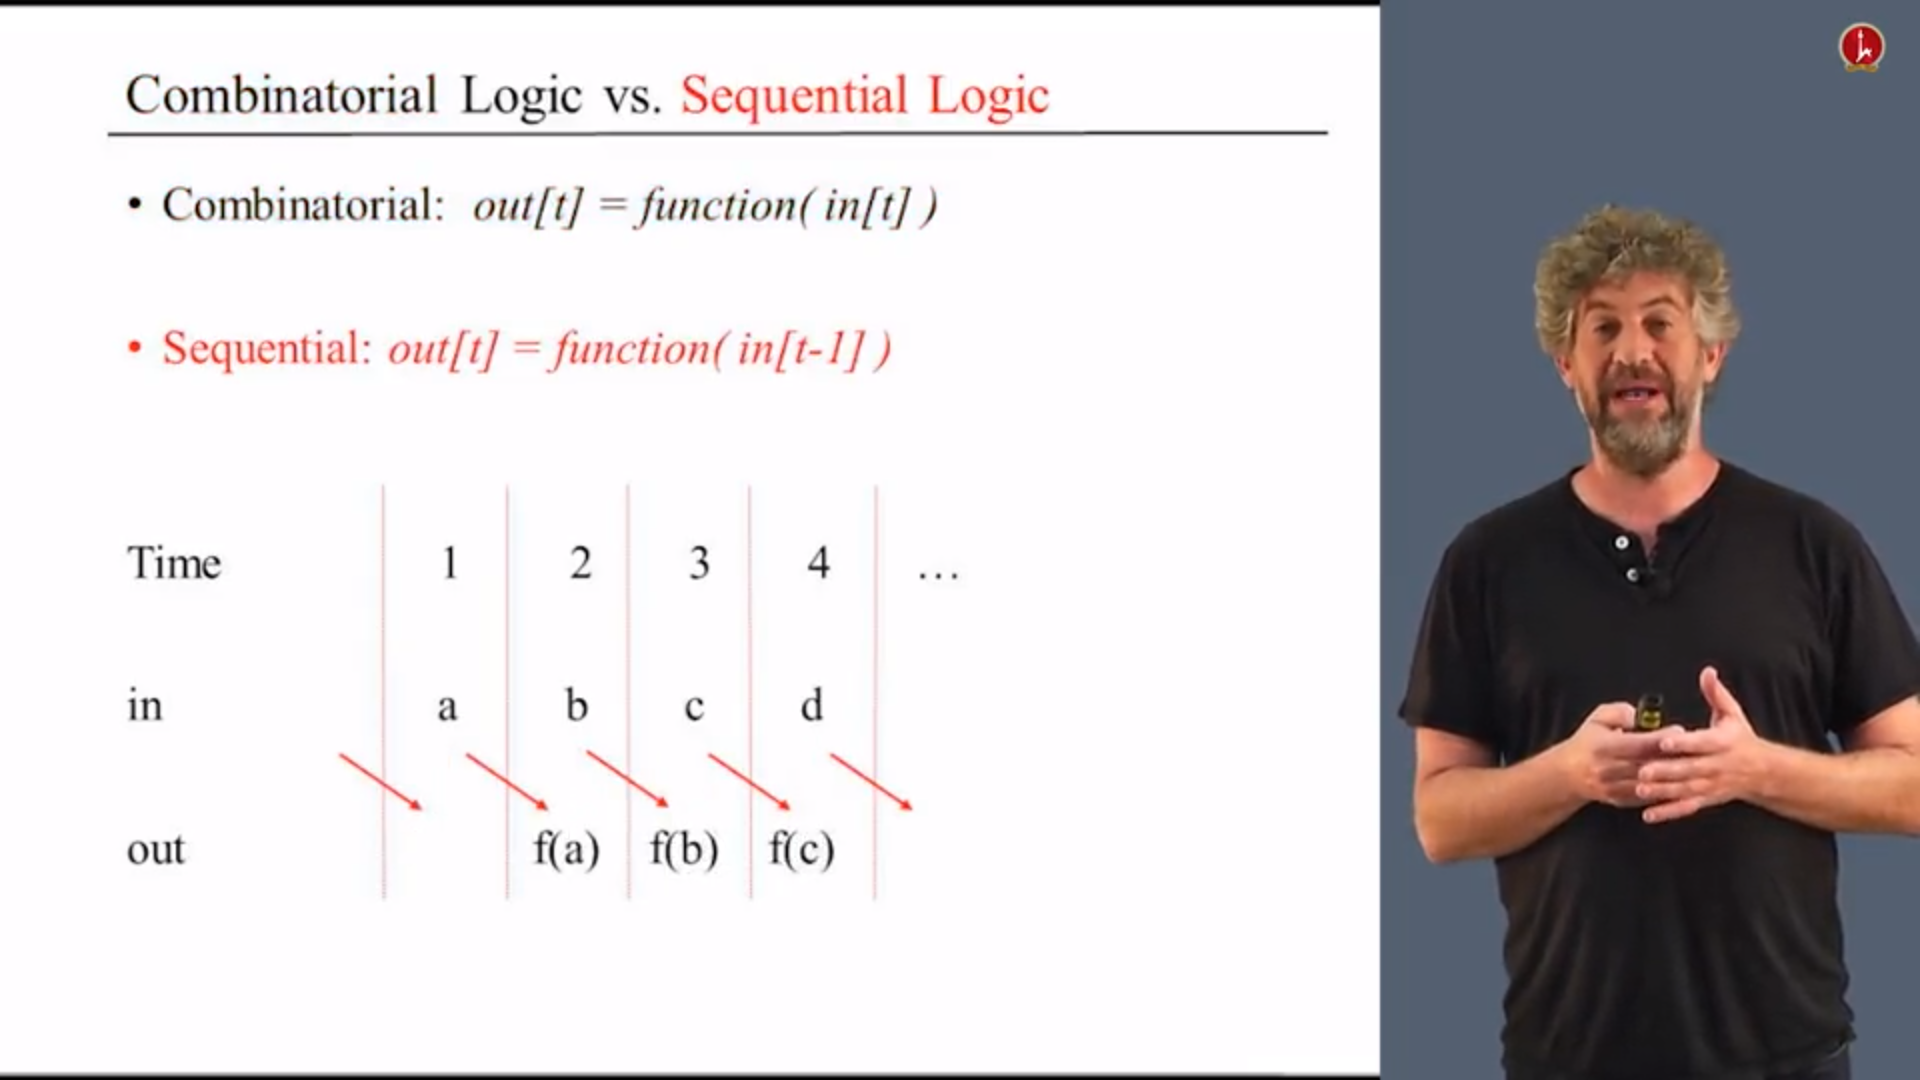 Combinatorial Logic vs. Sequential Logic
• Combinatorial: out[t] = function( in[t] )
• Sequential: out[t] = function( in[t-1] )
Time 1 2 3 4 …
in a b c d
out f(a) f(b) f(c)